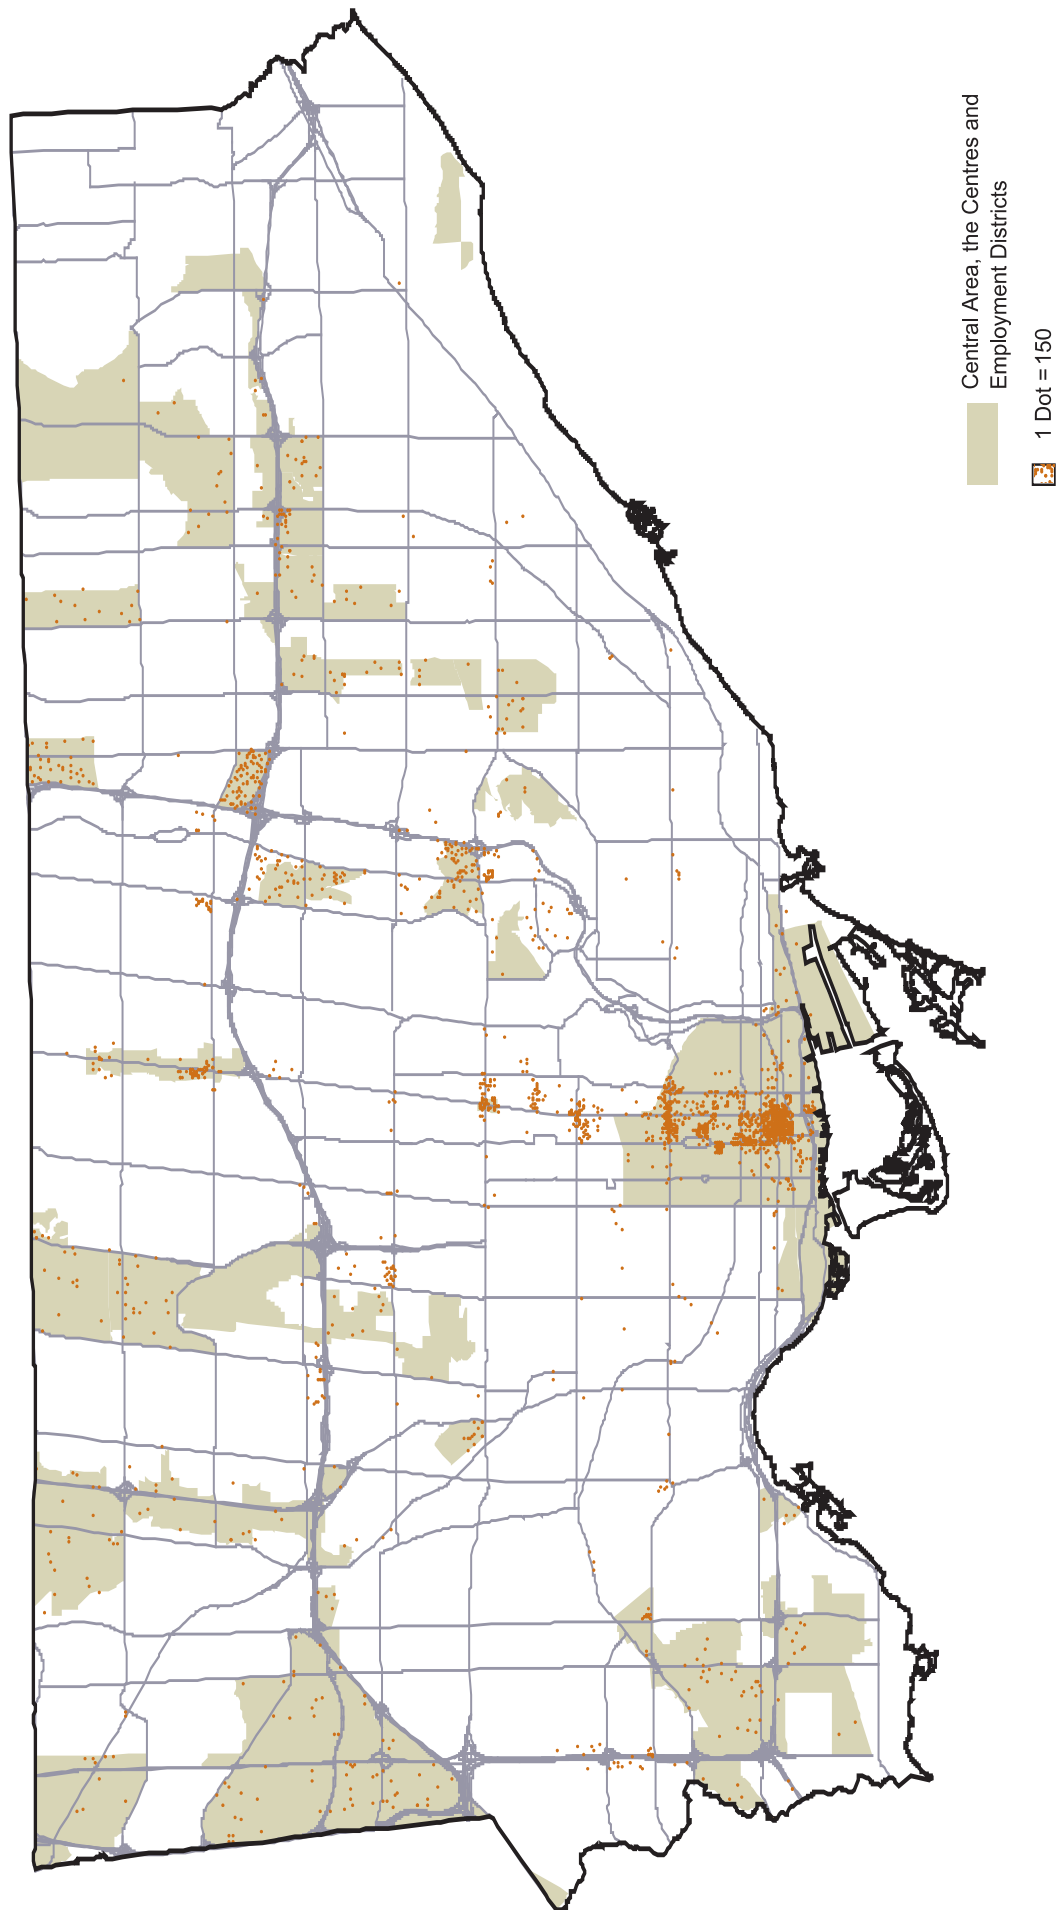 Central Area, the Centres and
Employment Districts
1 Dot = 150